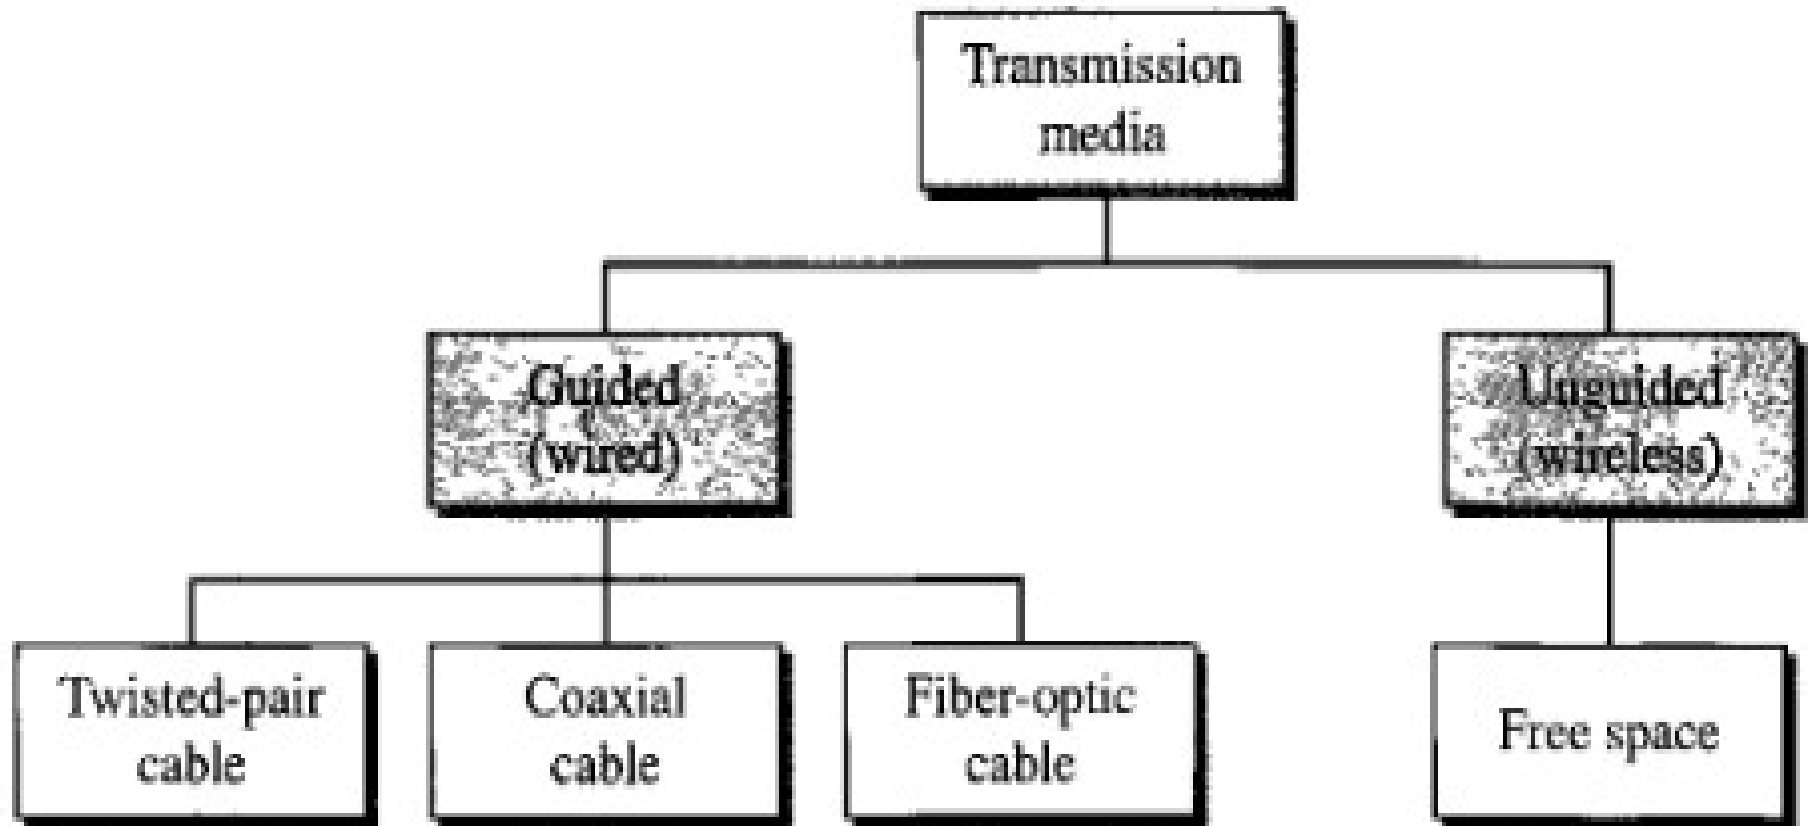 Transmission
media
Guided
(wired)
Unguided
(wireless)
Twisted-pair
cable
Coaxial
cable
Fiber-optic
cable
Free space